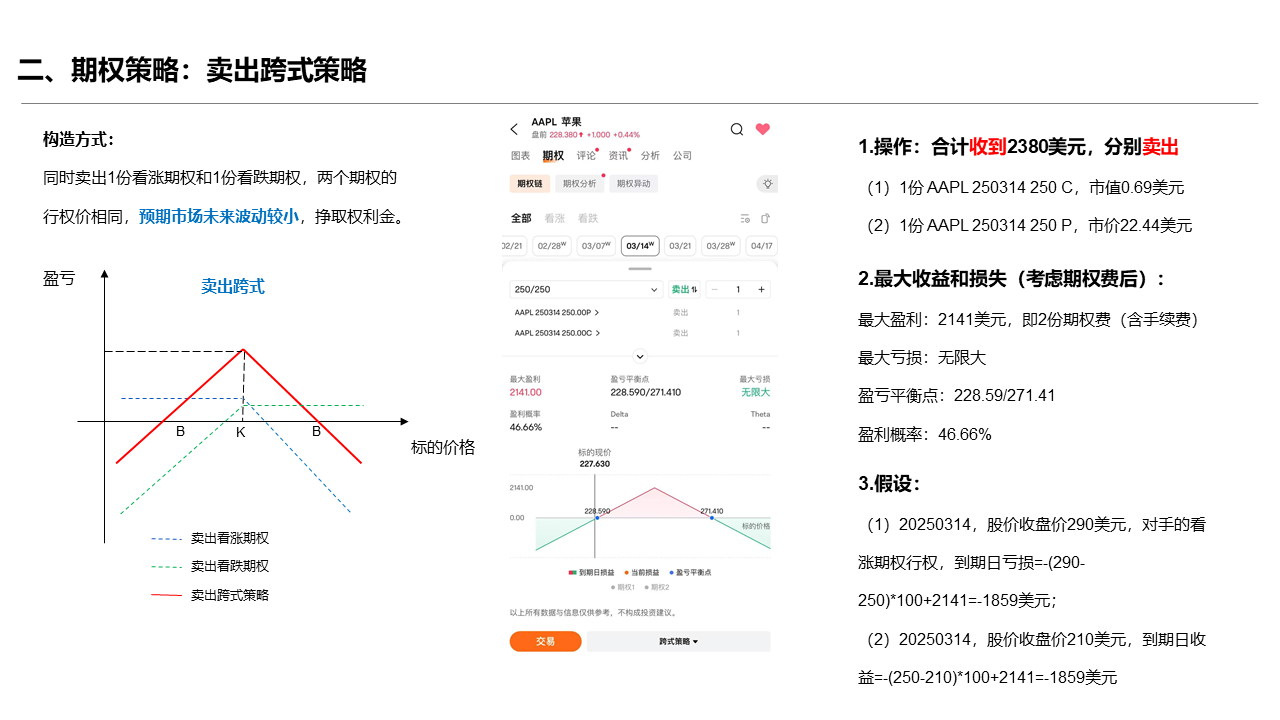 二、期权策略：卖出跨式策略
构造方式：
同时卖出1份看涨期权和1份看跌期权，两个期权的
行权价相同，预期市场未来波动较小，挣取权利金。
盈亏
卖出跨式
B
K
B
标的价格
卖出看涨期权
卖出看跌期权
卖出跨式策略
AAPL 苹果
盘前 228.380 +1.000 +0.44%
图表 期权 评论 资讯 分析 公司
期权链 期权分析 期权异动
全部 看涨 看跌
02/21 02/28W 03/07W 03/14W 03/21 03/28W 04/17
250/250 卖出 − 1 +
AAPL 250314 250.00P > 卖出 1
AAPL 250314 250.00C > 卖出 1
最大盈利 盈亏平衡点 最大亏损
2141.00 228.590/271.410 无限大
盈利概率 Delta Theta
46.66% -- --
标的现价
227.630
2141.00
228.590 271.410
0.00
标的价格
到期日损益 当前损益 盈亏平衡点
期权1 期权2
以上所有数据与信息仅供参考，不构成投资建议。
交易 跨式策略
1.操作：合计收到2380美元，分别卖出
（1）1份 AAPL 250314 250 C，市值0.69美元
（2）1份 AAPL 250314 250 P，市价22.44美元
2.最大收益和损失（考虑期权费后）：
最大盈利：2141美元，即2份期权费（含手续费）
最大亏损：无限大
盈亏平衡点：228.59/271.41
盈利概率：46.66%
3.假设：
（1）20250314，股价收盘价290美元，对手的看
涨期权行权，到期日亏损=-(290-
250)*100+2141=-1859美元；
（2）20250314，股价收盘价210美元，到期日收
益=-(250-210)*100+2141=-1859美元